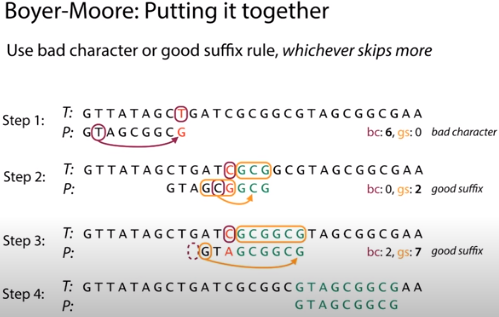 Boyer-Moore: Putting it together
Use bad character or good suffix rule, whichever skips more
Step 1:
T: GTTATAGCTGATCGCGGCGTAGCGGCGAA
P: GTAGCGGCG
bc: 6, gs: 0 bad character
Step 2:
T: GTTATAGCTGATCGCGGCGTAGCGGCGAA
P: GTAGCGGCG
bc: 0, gs: 2 good suffix
Step 3:
T: GTTATAGCTGATCGCGGCGTAGCGGCGAA
P: GTAGCGGCG
bc: 2, gs: 7 good suffix
Step 4:
T: GTTATAGCTGATCGCGGCGTAGCGGCGAA
P: GTAGCGGCG